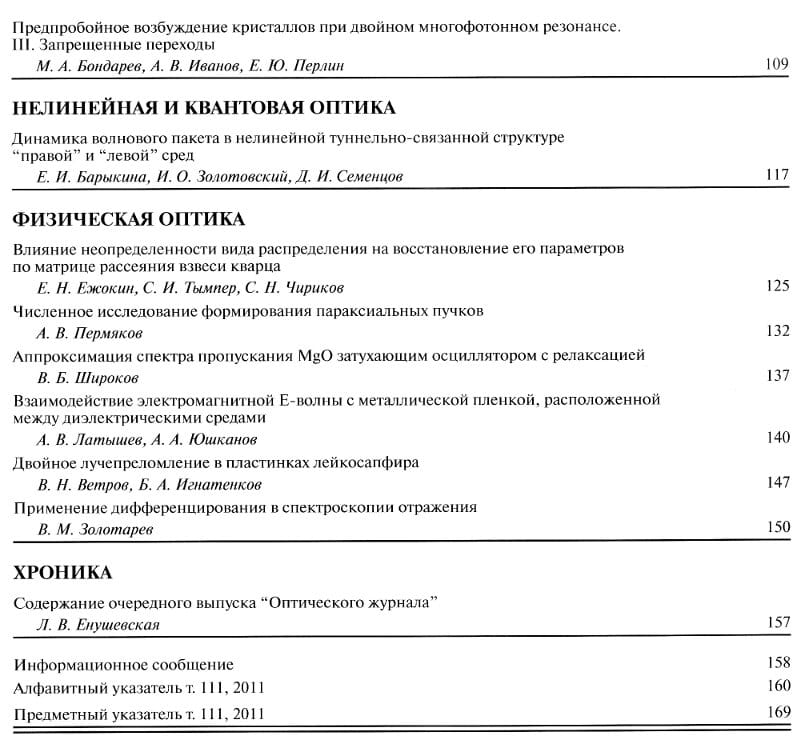 Предпробойное возбуждение кристаллов при двойном многофотонном резонансе.
III. Запрещенные переходы
М. А. Бондарев, А. В. Иванов, Е. Ю. Перлин 109
НЕЛИНЕЙНАЯ И КВАНТОВАЯ ОПТИКА
Динамика волнового пакета в нелинейной туннельно-связанной структуре
“правой” и “левой” сред
Е. И. Барыкина, И. О. Золотовский, Д. И. Семенцов 117
ФИЗИЧЕСКАЯ ОПТИКА
Влияние неопределенности вида распределения на восстановление его параметров
по матрице рассеяния взвеси кварца
Е. Н. Ежокин, С. И. Тымпер, С. Н. Чириков 125
Численное исследование формирования параксиальных пучков
А. В. Пермяков 132
Аппроксимация спектра пропускания MgO затухающим осциллятором с релаксацией
В. Б. Широков 137
Взаимодействие электромагнитной Е-волны с металлической пленкой, расположенной
между диэлектрическими средами
А. В. Латышев, А. А. Юшканов 140
Двойное лучепреломление в пластинках лейкосапфира
В. Н. Ветров, Б. А. Игнатенков 147
Применение дифференцирования в спектроскопии отражения
В. М. Золотарев 150
ХРОНИКА
Содержание очередного выпуска “Оптического журнала”
Л. В. Енушевская 157
Информационное сообщение 158
Алфавитный указатель т. 111, 2011 160
Предметный указатель т. 111, 2011 169